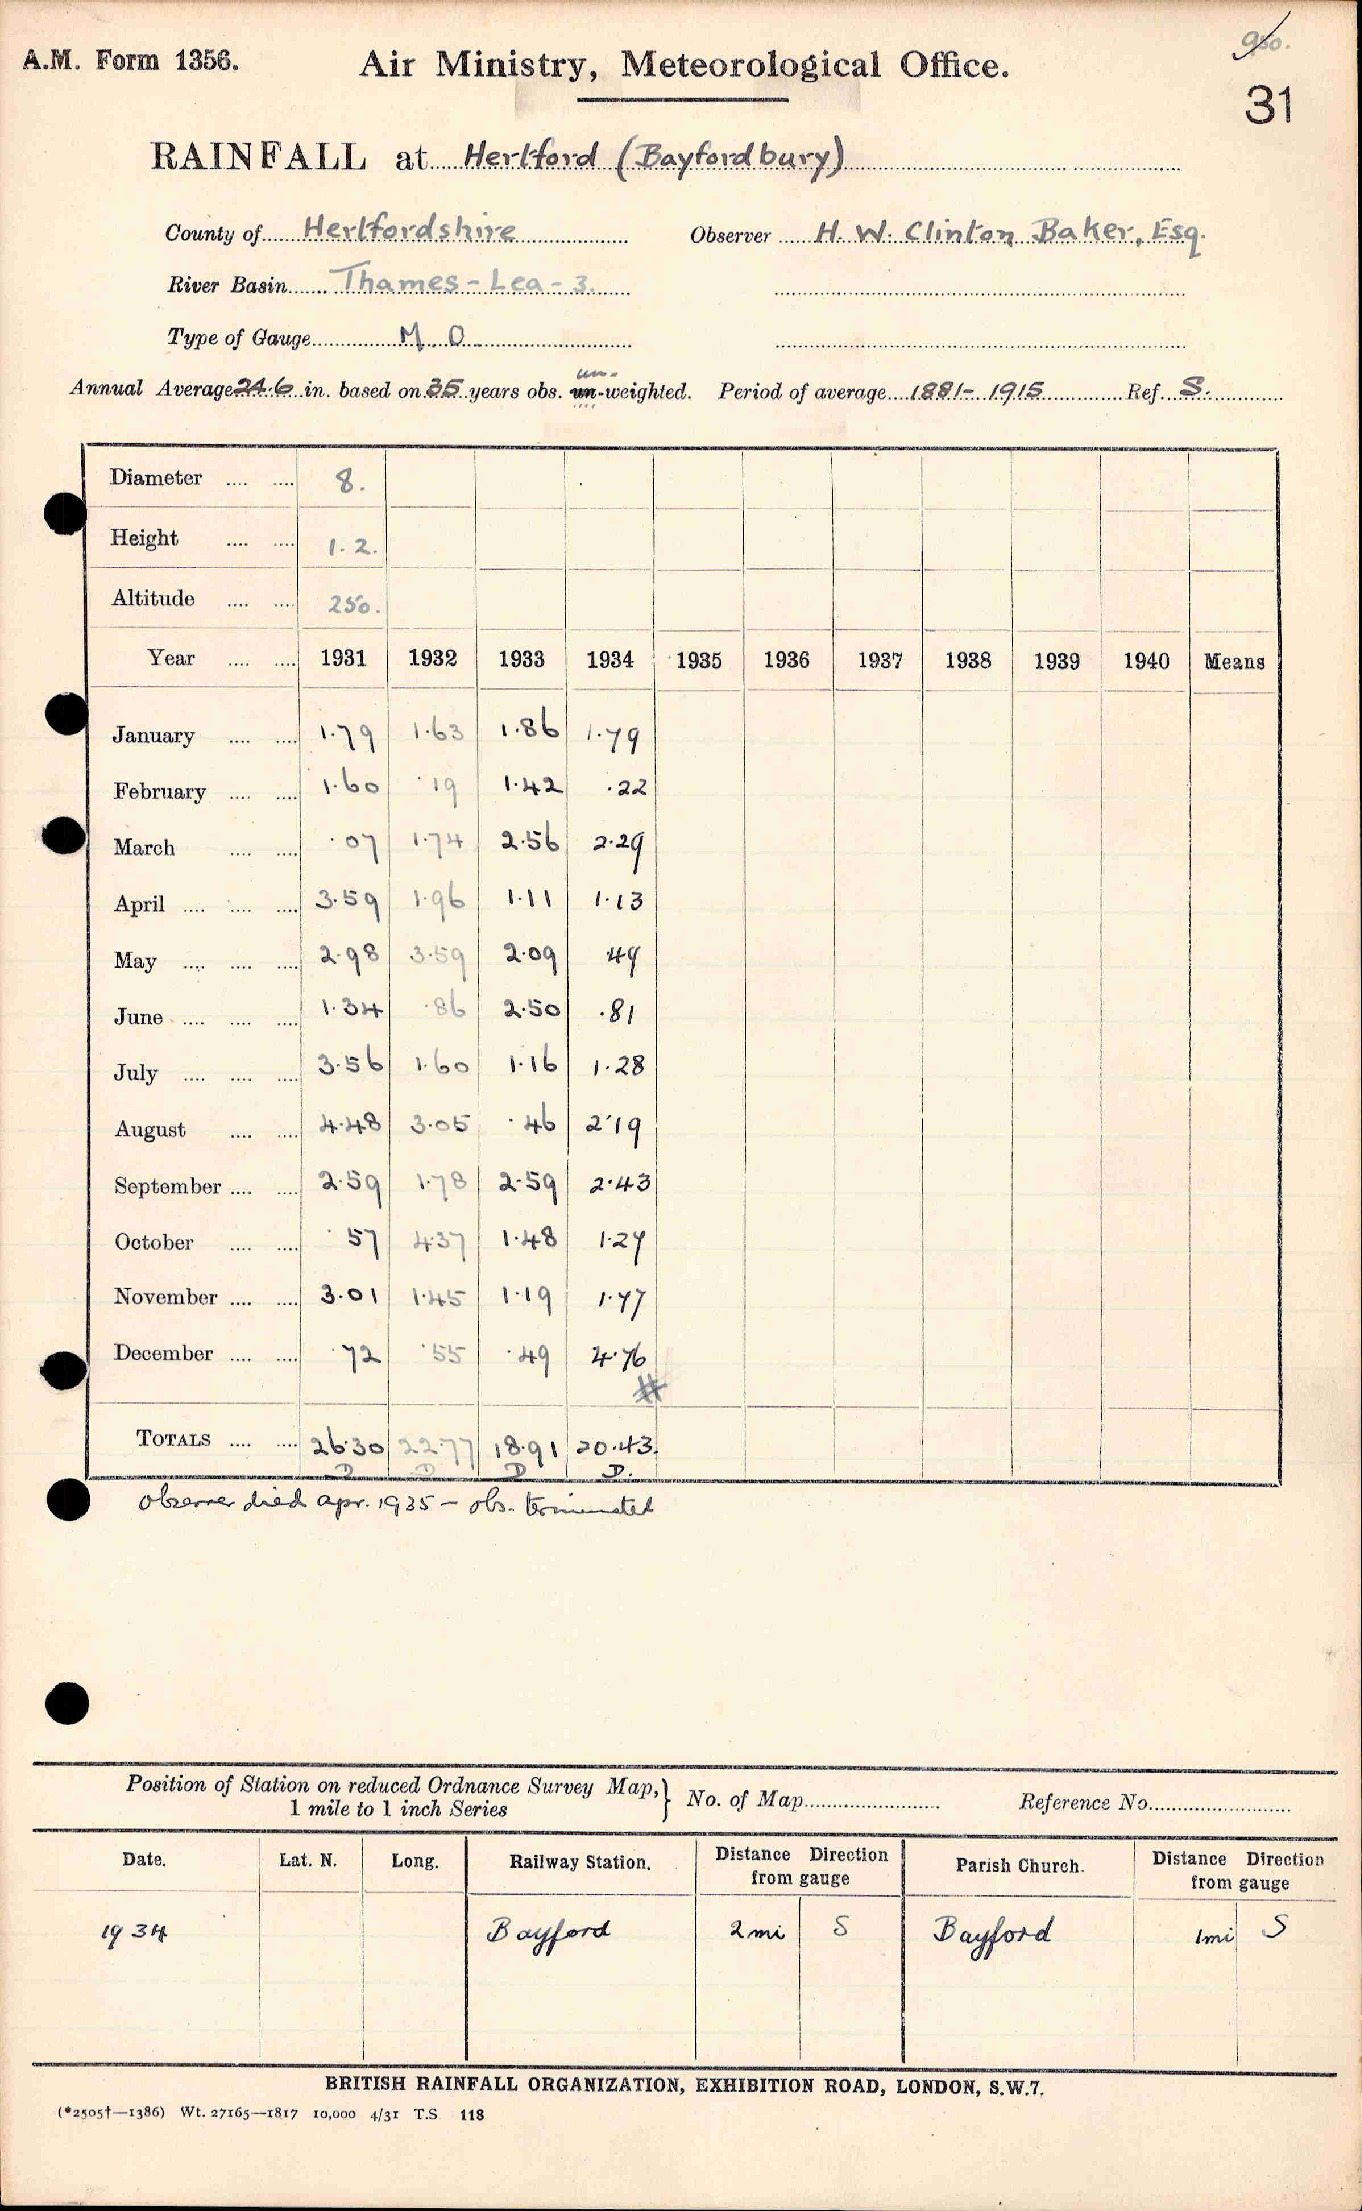 950.
A.M. Form 1356. Air Ministry, Meteorological Office.
31
RAINFALL at Hertford (Bayfordbury)
County of Hertfordshire Observer H. W. Clinton Baker, Esq.
River Basin Thames - Lea - 3.
Type of Gauge M O
un-
Annual Average 24.6 in. based on 35 years obs. un-weighted. Period of average 1881 - 1915 Ref. S.
Diameter .... .... 8.
Height .... .... 1.2.
Altitude .... .... 250.
Year .... .... 1931 1932 1933 1934 1935 1936 1937 1938 1939 1940 Means
January .... .... 1.79 1.63 1.86 1.79
February .... .... 1.60 .19 1.42 .22
March .... .... .07 1.74 2.56 2.29
April .... .... .... 3.59 1.96 1.11 1.13
May .... .... .... 2.98 3.59 2.09 .49
June .... .... .... 1.34 .86 2.50 .81
July .... .... .... 3.56 1.60 1.16 1.28
August .... .... 4.48 3.05 .46 2.19
September .... .... 2.59 1.78 2.59 2.43
October .... .... .57 4.37 1.48 1.27
November .... .... 3.01 1.45 1.19 1.77
December .... .... .72 .55 .49 4.76
#
TOTALS .... .... 26.30 22.77 18.91 20.43.
D D D D.
observer died apr. 1935 - obs. terminated
Position of Station on reduced Ordnance Survey Map,} No. of Map Reference No.
1 mile to 1 inch Series
Date. Lat. N. Long. Railway Station. Distance Direction from gauge Parish Church. Distance Direction from gauge
1934 Bayford 2 mi S Bayford 1 mi S
BRITISH RAINFALL ORGANIZATION, EXHIBITION ROAD, LONDON, S.W.7.
(*2505†—1386) Wt. 27165—1817 10,000 4/31 T.S 118